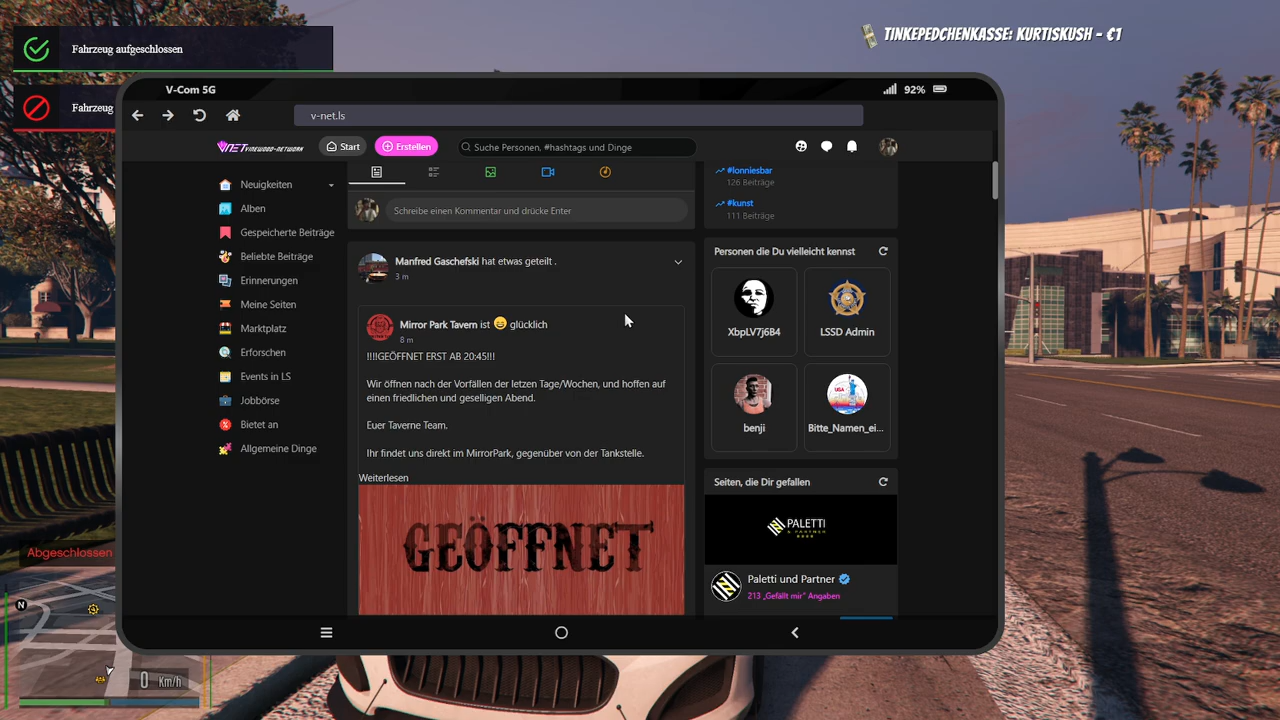 Fahrzeug aufgeschlossen
TINKEPEDCHENKASSE: KURTISKUSH - €1
Fahrzeug
V-Com 5G
92%
v-net.ls
VNET VINEWOOD-NETWORK
Start
Erstellen
Suche Personen, #hashtags und Dinge
Neuigkeiten
Alben
Gespeicherte Beiträge
Beliebte Beiträge
Erinnerungen
Meine Seiten
Marktplatz
Erforschen
Events in LS
Jobbörse
Bietet an
Allgemeine Dinge
Schreibe einen Kommentar und drücke Enter
Manfred Gaschefski hat etwas geteilt .
3 m
Mirror Park Tavern ist glücklich
8 m
!!!!GEÖFFNET ERST AB 20:45!!!
Wir öffnen nach der Vorfällen der letzen Tage/Wochen, und hoffen auf
einen friedlichen und geselligen Abend.
Euer Taverne Team.
Ihr findet uns direkt im MirrorPark, gegenüber von der Tankstelle.
Weiterlesen
GEÖFFNET
#lonniesbar
126 Beiträge
#kunst
111 Beiträge
Personen die Du vielleicht kennst
XbpLV7j6B4
LSSD Admin
UGA
benji
Bitte_Namen_ei...
Seiten, die Dir gefallen
PALETTI
& PARTNER
Paletti und Partner
213 „Gefällt mir" Angaben
Abgeschlossen
N
0 Km/h